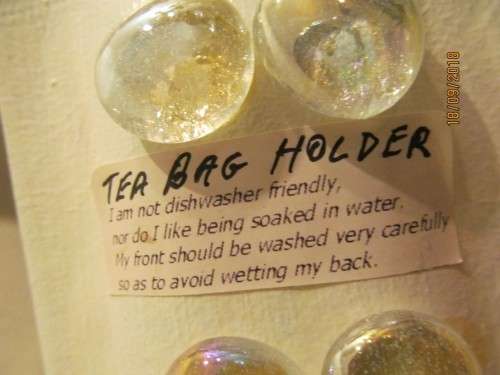 TEA BAG HOLDER
I am not dishwasher friendly,
nor do I like being soaked in water.
My front should be washed very carefully
so as to avoid wetting my back.
18/09/2018